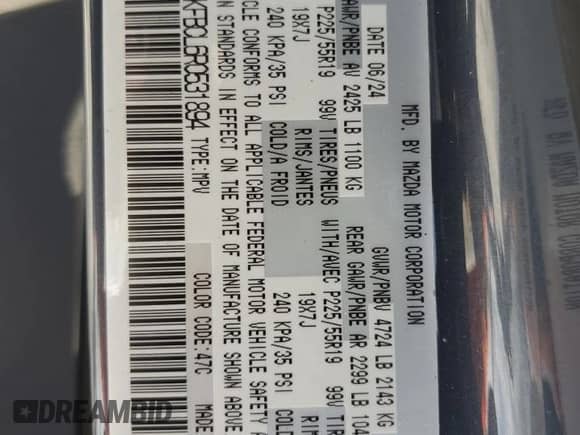 MFD. BY MAZDA MOTOR CORPORATION
06/24 GVWR/PNBV 4724 LB 2143 KG
GAWR/PNBE AV 2425 LB 1100 KG REAR GAWR/PNBE AR 2299 LB
P225/55R19 99V TIRES/PNEUS WITH/AVEC P225/55R19 99V
19X7J RIMS/JANTES 19X7J
240 KPA/35 PSI COLD/A FROID 240 KPA/35 PSI
CONFORMS TO ALL APPLICABLE FEDERAL MOTOR VEHICLE SAFETY
STANDARDS IN EFFECT ON THE DATE OF MANUFACTURE SHOWN ABOVE
TYPE:MPV COLOR CODE:47C MADE
DREAMBID